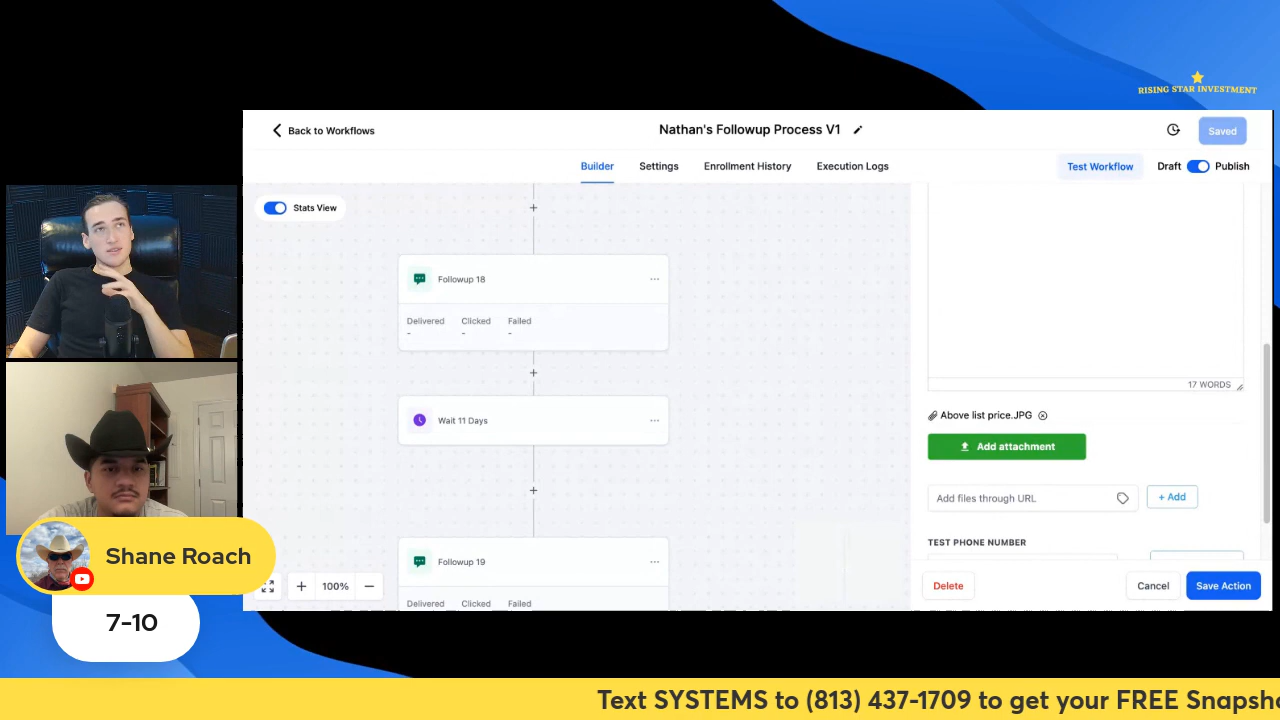 RISING STAR INVESTMENT
Back to Workflows
Nathan's Followup Process V1
Saved
Builder
Settings
Enrollment History
Execution Logs
Test Workflow
Draft
Publish
Stats View
Followup 18
Delivered
Clicked
Failed
-
-
-
Wait 11 Days
Followup 19
Delivered
Clicked
Failed
100%
17 WORDS
Above list price.JPG
Add attachment
Add files through URL
+ Add
TEST PHONE NUMBER
Delete
Cancel
Save Action
Shane Roach
7-10
Text SYSTEMS to (813) 437-1709 to get your FREE Snapsho